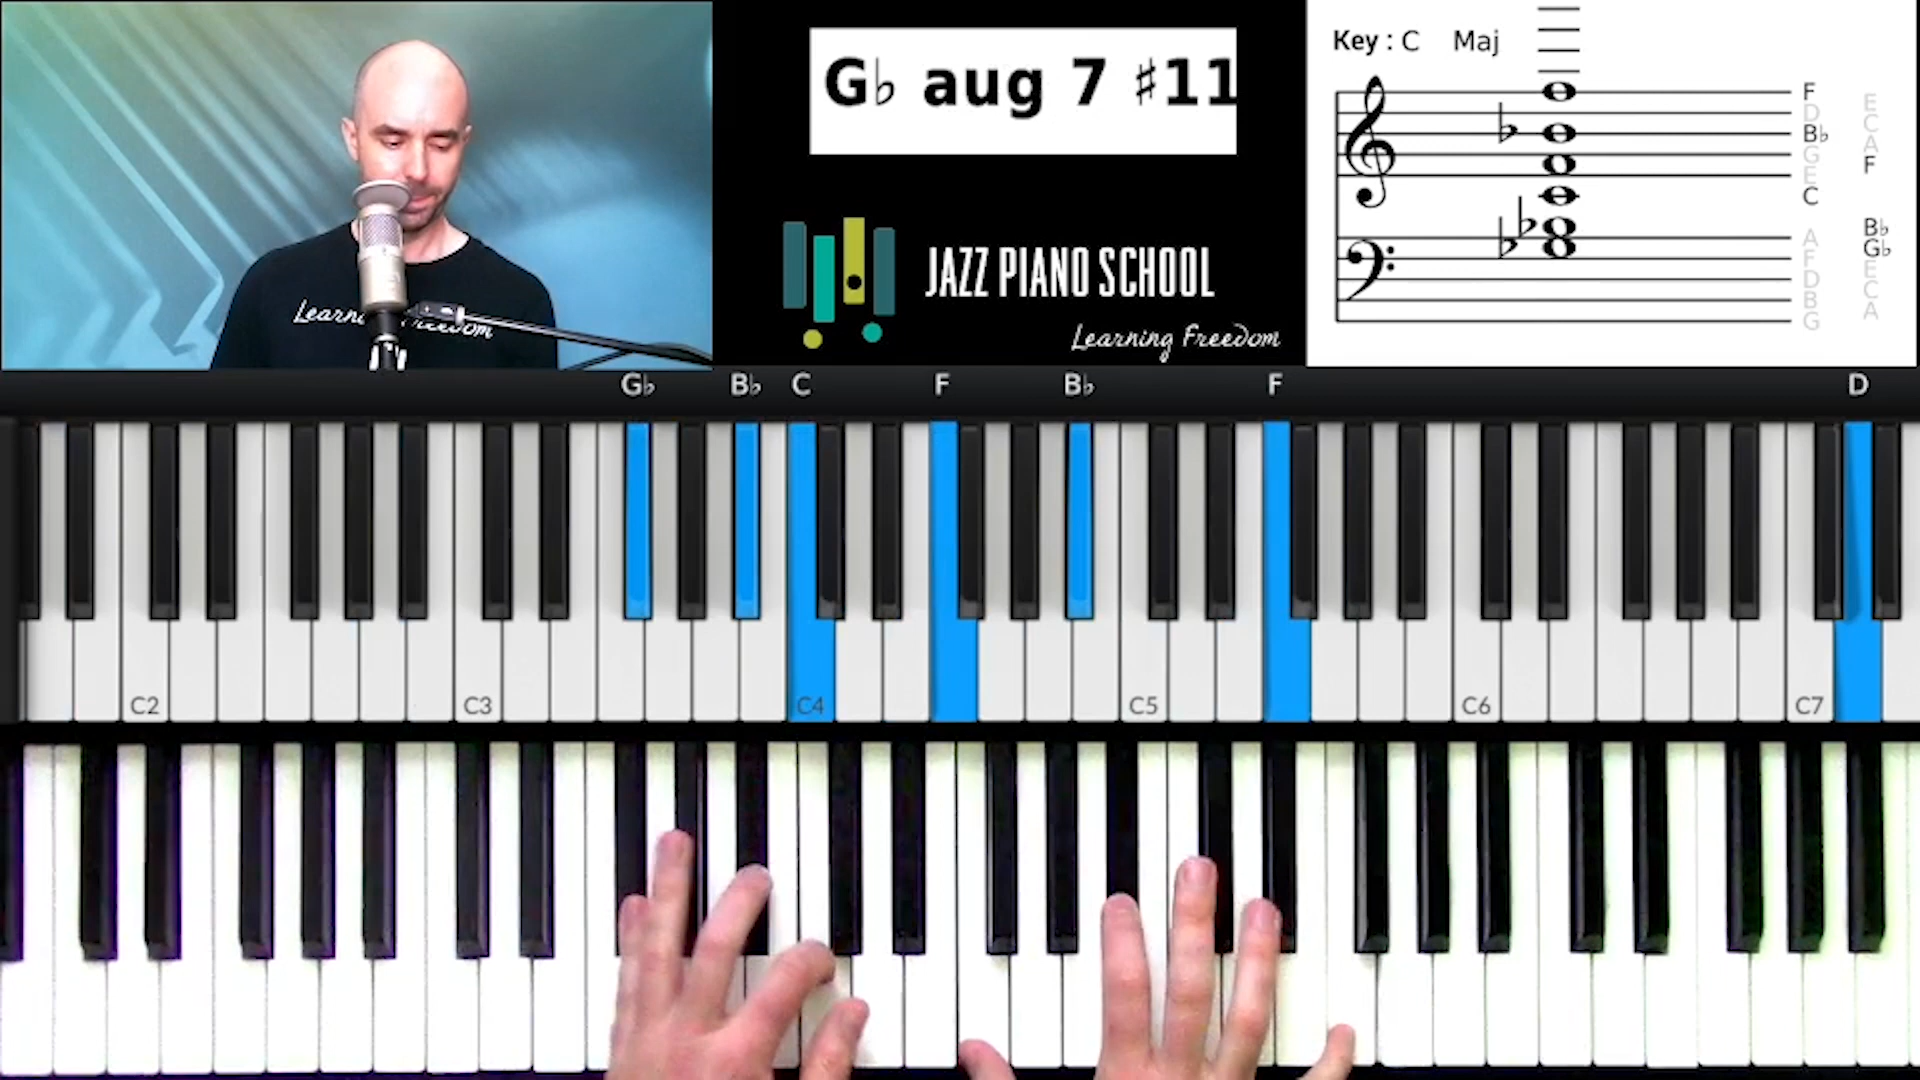 G♭ aug 7 ♯11
JAZZ PIANO SCHOOL
Learning Freedom
Key : C Maj
F
D
B♭
G
E
C
A
F
D
B
G
E
C
A
F
B♭
G♭
E
C
A
G♭ B♭ C F B♭ F D
C2 C3 C4 C5 C6 C7